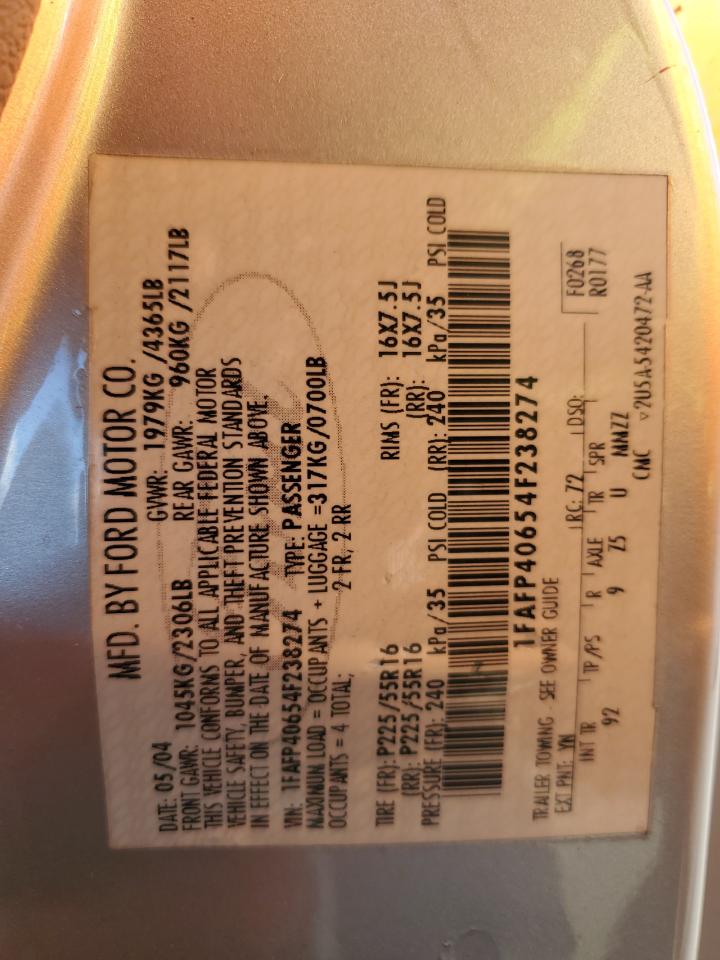 MFD. BY FORD MOTOR CO.
DATE: 05/04 GVWR: 1979KG /4365LB
FRONT GAWR: 1045KG/2306LB REAR GAWR: 960KG /2117LB
THIS VEHICLE CONFORMS TO ALL APPLICABLE FEDERAL MOTOR
VEHICLE SAFETY, BUMPER, AND THEFT PREVENTION STANDARDS
IN EFFECT ON THE DATE OF MANUFACTURE SHOWN ABOVE.
VIN: 1FAFP40654F238274 TYPE: PASSENGER
MAXIMUM LOAD = OCCUPANTS + LUGGAGE =317KG/0700LB
OCCUPANTS = 4 TOTAL; 2 FR, 2 RR
TIRE (FR): P225/55R16 RIMS (FR): 16X7.5J
(RR): P225/55R16 (RR): 16X7.5J
PRESSURE (FR): 240 kPa/35 PSI COLD (RR): 240 kPa/35 PSI COLD
1FAFP40654F238274
TRAILER TOWING - SEE OWNER GUIDE
EXT PNT: YN RC: 72 DSO: F0268
INT TR TP/PS R AXLE TR SPR R0177
92 9 Z5 U MMZZ
CMC ▽2U5A-5420472-AA